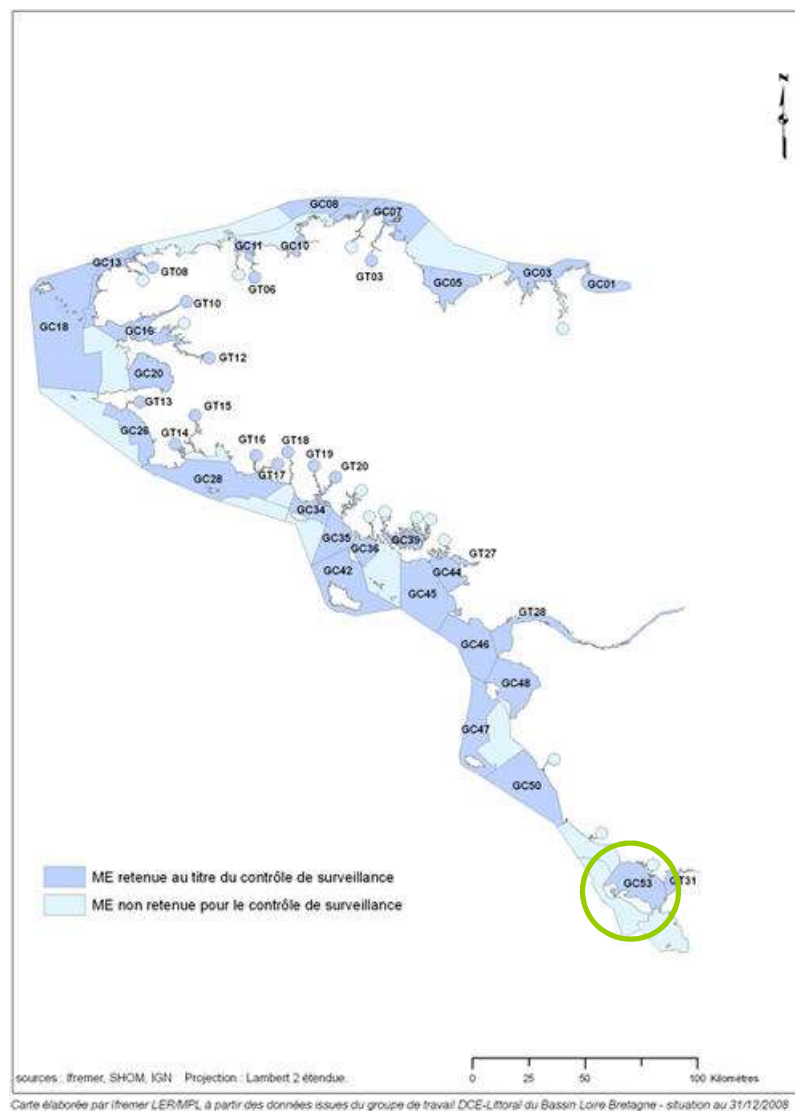 N
GC08
GC07
GC11
GC10
GC13
GT08
GT03
GC03
GC05
GC01
GT06
GT10
GC18
GC16
GT12
GC20
GT13
GT15
GC26
GT14
GT16
GT18
GT19
GT17
GT20
GC28
GC34
GC35
GC36
GC39
GT27
GC42
GC44
GC45
GT28
GC46
GC48
GC47
GC50
GC53
GT31
ME retenue au titre du contrôle de surveillance
ME non retenue pour le contrôle de surveillance
sources : Ifremer, SHOM, IGN Projection : Lambert 2 étendue.
0 50 100 Kilomètres
Carte élaborée par Ifremer LER/MPL à partir des données issues du groupe de travail DCE-Littoral du Bassin Loire Bretagne - situation au 31/12/2008